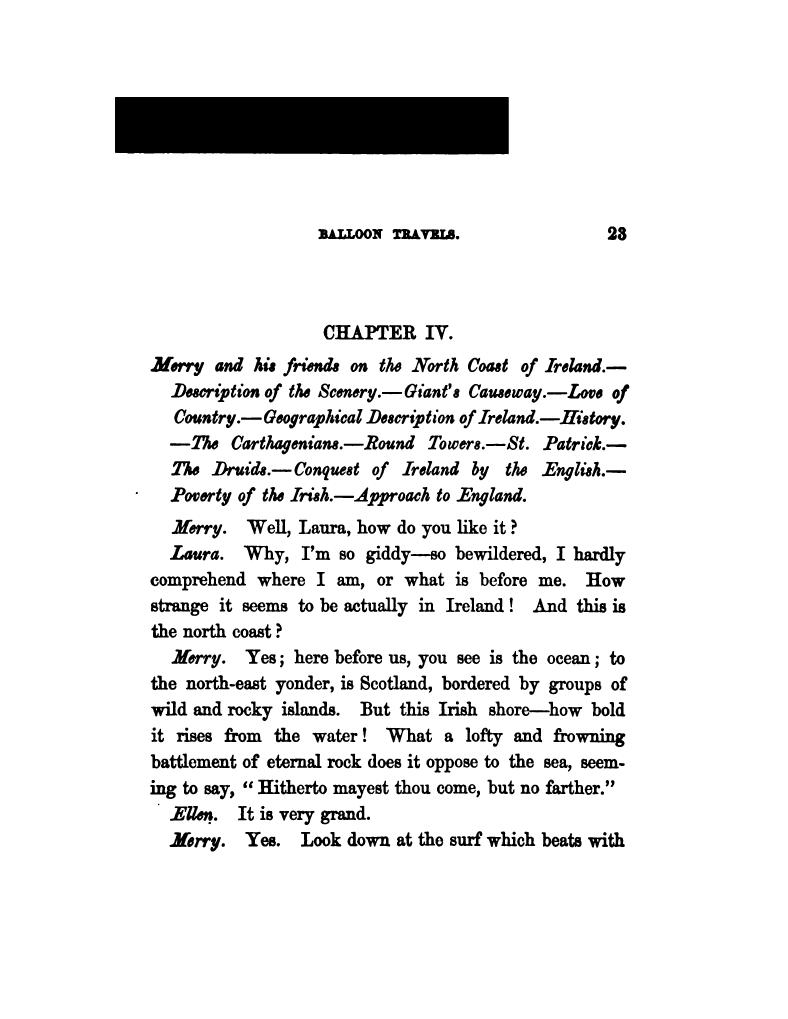 BALLOON TRAVELS. 23
CHAPTER IV.
Merry and his friends on the North Coast of Ireland.—
Description of the Scenery.—Giant's Causeway.—Love of
Country.—Geographical Description of Ireland.—History.
—The Carthagenians.—Round Towers.—St. Patrick.—
The Druids.—Conquest of Ireland by the English.—
Poverty of the Irish.—Approach to England.
Merry. Well, Laura, how do you like it?
Laura. Why, I'm so giddy—so bewildered, I hardly
comprehend where I am, or what is before me. How
strange it seems to be actually in Ireland! And this is
the north coast?
Merry. Yes; here before us, you see is the ocean; to
the north-east yonder, is Scotland, bordered by groups of
wild and rocky islands. But this Irish shore—how bold
it rises from the water! What a lofty and frowning
battlement of eternal rock does it oppose to the sea, seem-
ing to say, "Hitherto mayest thou come, but no farther."
Ellen. It is very grand.
Merry. Yes. Look down at the surf which beats with